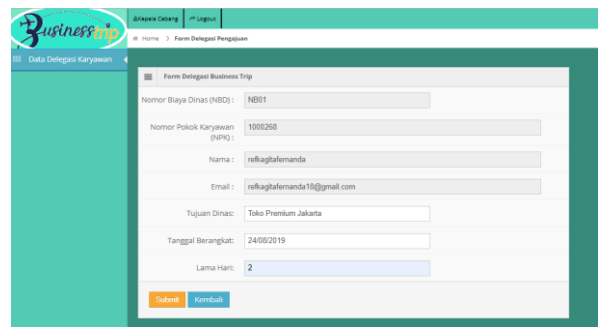 Kepala Cabang Logout
Business trip
Home > Form Delegasi Pengajuan
Data Delegasi Karyawan
Form Delegasi Business Trip
Nomor Biaya Dinas (NBD) : NB01
Nomor Pokok Karyawan (NPK) : 1000268
Nama : refkagitafernanda
Email : refkagitafernanda18@gmail.com
Tujuan Dinas: Toko Premium Jakarta
Tanggal Berangkat: 24/08/2019
Lama Hari: 2
Submit Kembali